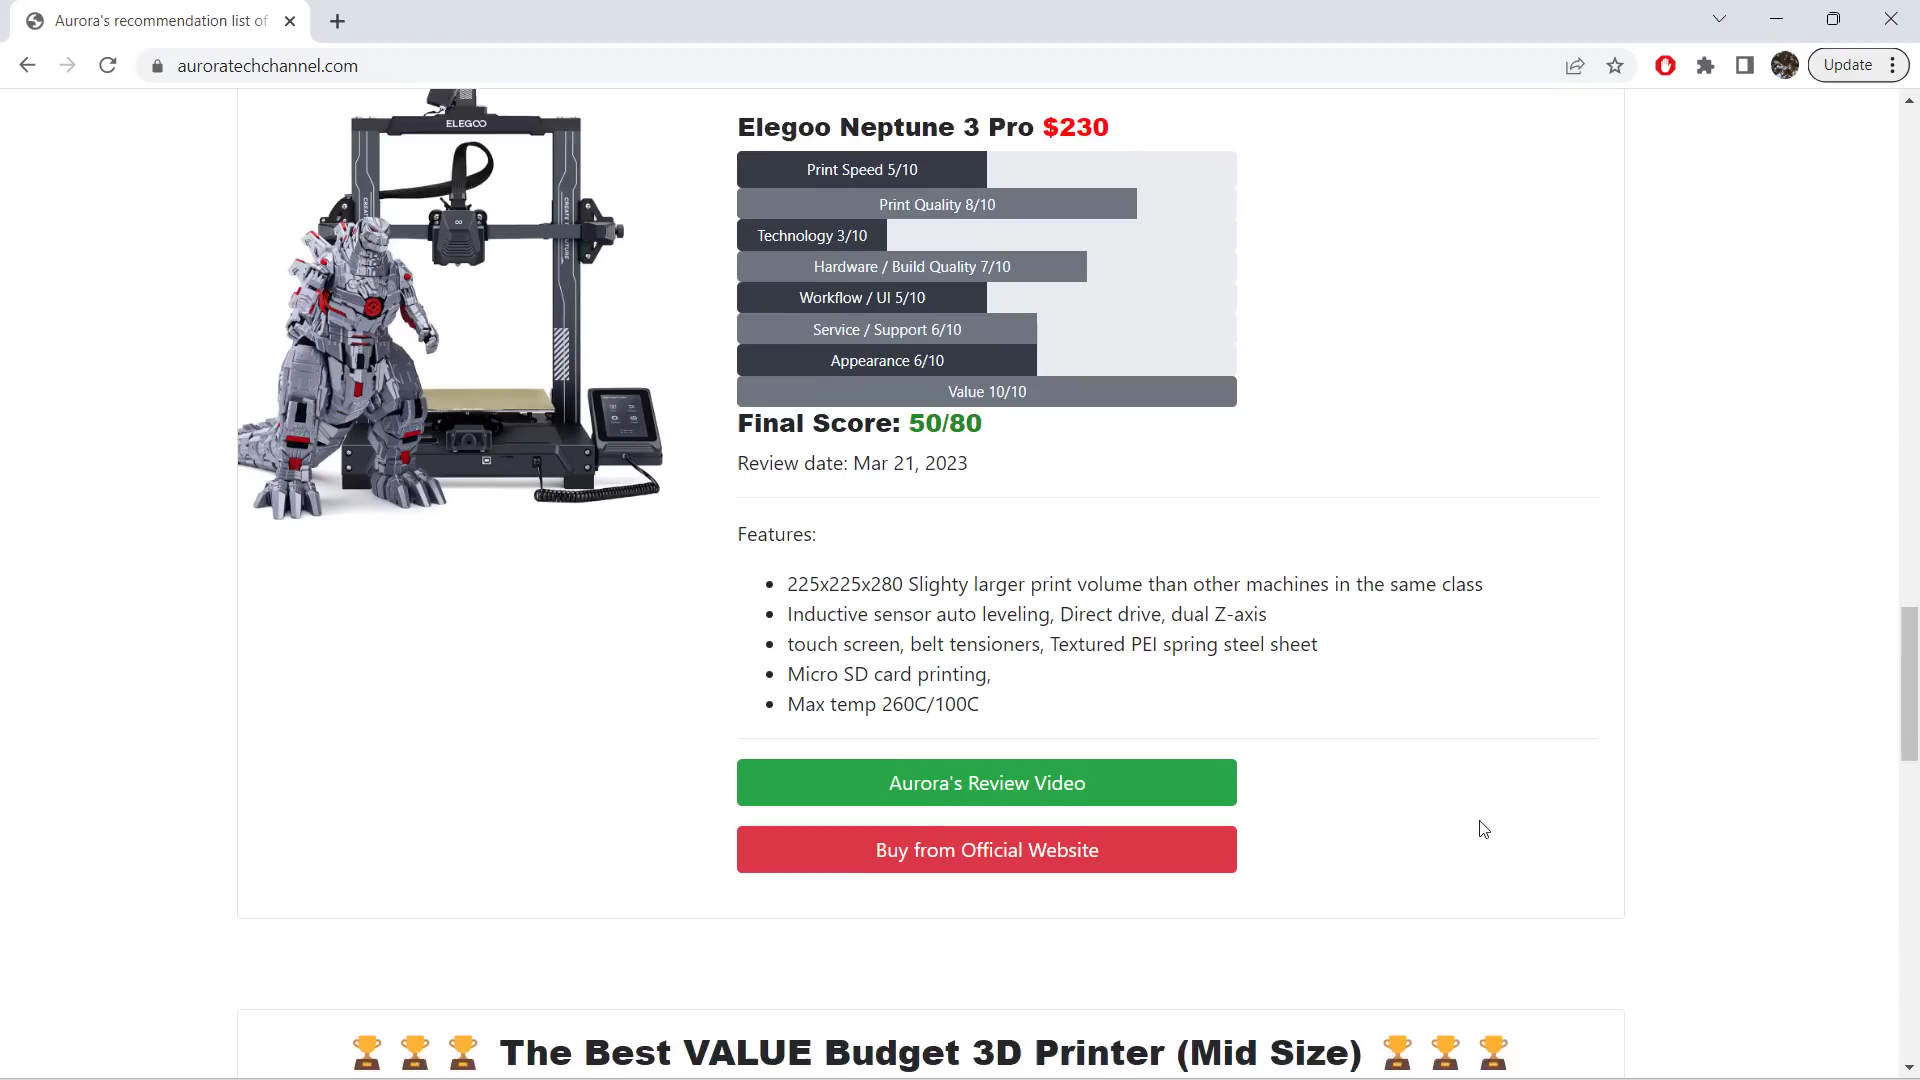 Aurora's recommendation list of
auroratechchannel.com
Update
ELEGOO
Elegoo Neptune 3 Pro $230
Print Speed 5/10
Print Quality 8/10
Technology 3/10
Hardware / Build Quality 7/10
Workflow / UI 5/10
Service / Support 6/10
Appearance 6/10
Value 10/10
Final Score: 50/80
Review date: Mar 21, 2023
Features:
225x225x280 Slighty larger print volume than other machines in the same class
Inductive sensor auto leveling, Direct drive, dual Z-axis
touch screen, belt tensioners, Textured PEI spring steel sheet
Micro SD card printing,
Max temp 260C/100C
Aurora's Review Video
Buy from Official Website
The Best VALUE Budget 3D Printer (Mid Size)